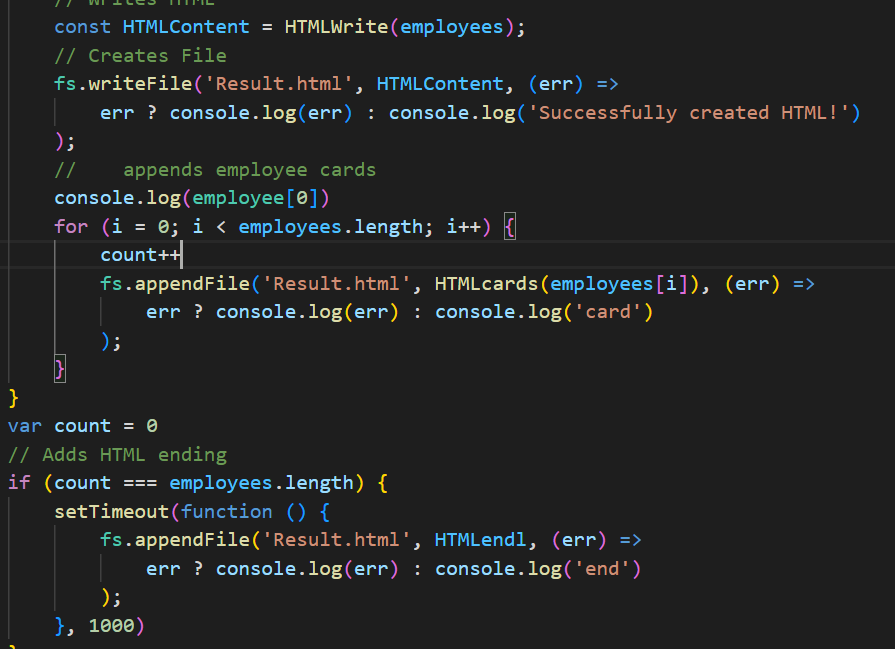 // Writes HTML
const HTMLContent = HTMLWrite(employees);
// Creates File
fs.writeFile('Result.html', HTMLContent, (err) =>
err ? console.log(err) : console.log('Successfully created HTML!')
);
//    appends employee cards
console.log(employee[0])
for (i = 0; i < employees.length; i++) {
count++
fs.appendFile('Result.html', HTMLcards(employees[i]), (err) =>
err ? console.log(err) : console.log('card')
);
}
}
var count = 0
// Adds HTML ending
if (count === employees.length) {
setTimeout(function () {
fs.appendFile('Result.html', HTMLendl, (err) =>
err ? console.log(err) : console.log('end')
);
}, 1000)
}